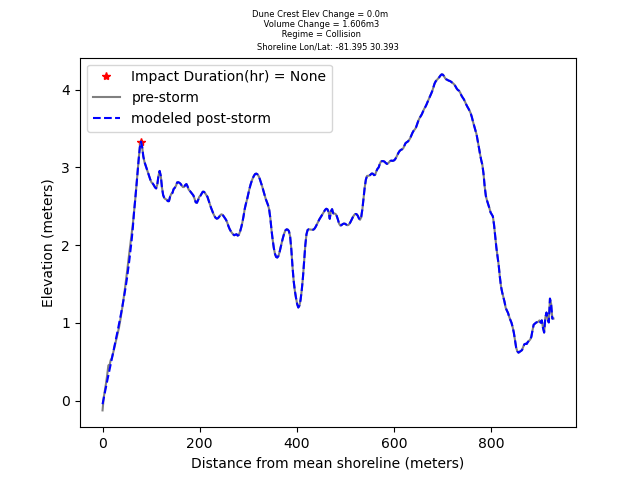 Dune Crest Elev Change = 0.0m
Volume Change = 1.606m3
Regime = Collision
Shoreline Lon/Lat: -81.395 30.393
Impact Duration(hr) = None
pre-storm
modeled post-storm
Elevation (meters)
4
3
2
1
0
0 200 400 600 800
Distance from mean shoreline (meters)